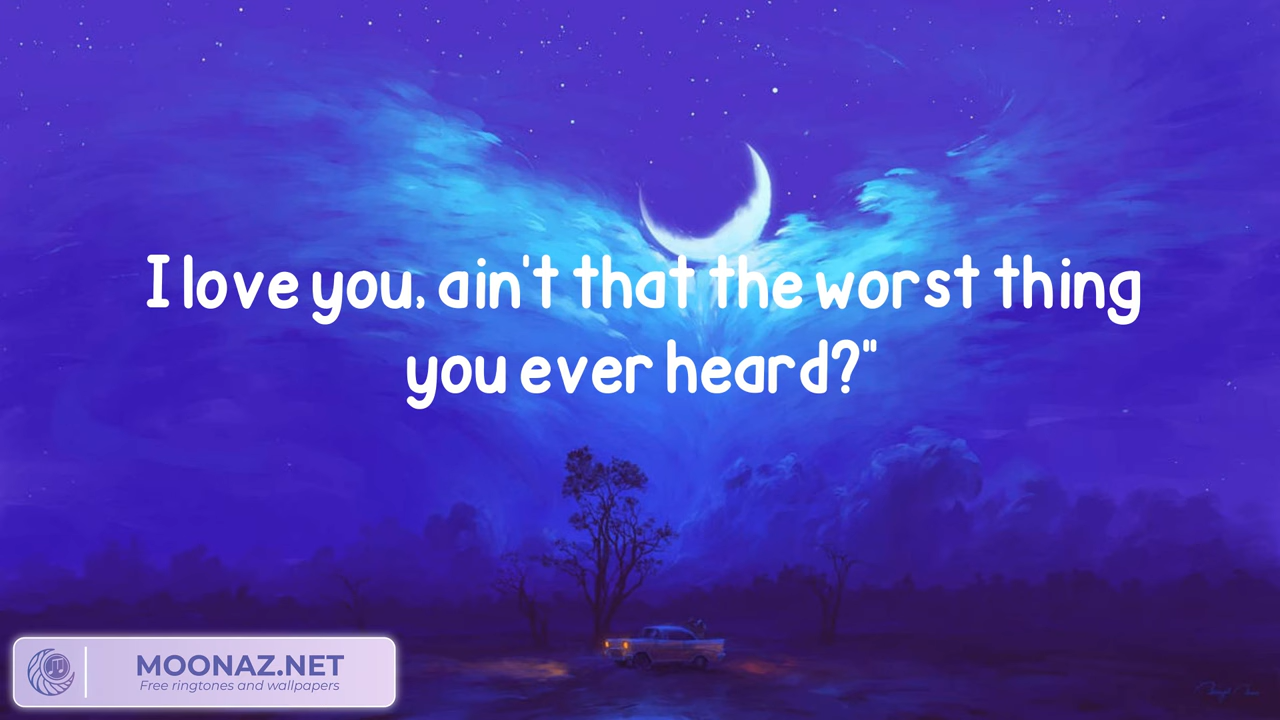 I love you, ain't that the worst thing
you ever heard?"
MOONAZ.NET
Free ringtones and wallpapers